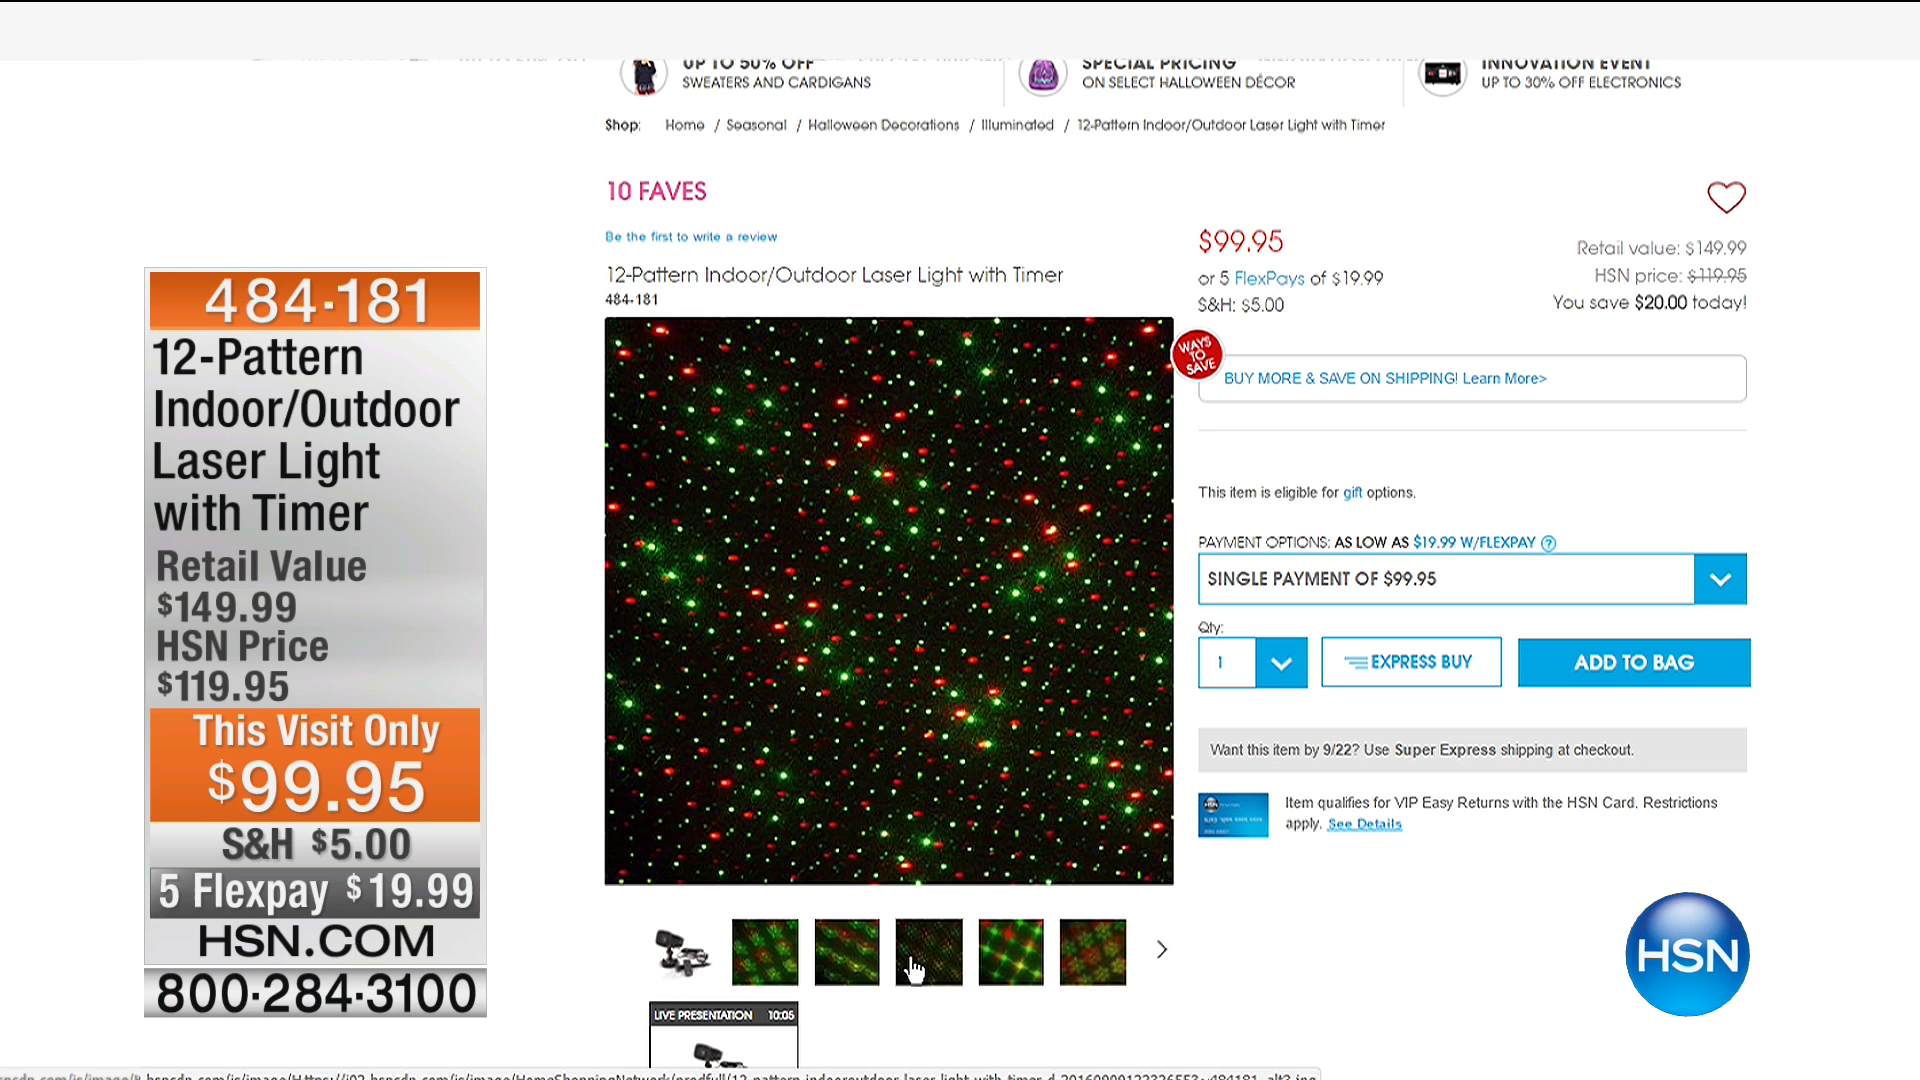 UP TO 50% OFF
SWEATERS AND CARDIGANS
SPECIAL PRICING
ON SELECT HALLOWEEN DÉCOR
INNOVATION EVENT
UP TO 30% OFF ELECTRONICS
Shop: Home / Seasonal / Halloween Decorations / Illuminated / 12-Pattern Indoor/Outdoor Laser Light with Timer
10 FAVES
Be the first to write a review
12-Pattern Indoor/Outdoor Laser Light with Timer
484-181
$99.95
or 5 FlexPays of $19.99
S&H: $5.00
Retail value: $149.99
HSN price: $119.95
You save $20.00 today!
WAYS
TO
SAVE
BUY MORE & SAVE ON SHIPPING! Learn More>
This item is eligible for gift options.
PAYMENT OPTIONS: AS LOW AS $19.99 W/FLEXPAY ?
SINGLE PAYMENT OF $99.95
Qty:
1
EXPRESS BUY
ADD TO BAG
Want this item by 9/22? Use Super Express shipping at checkout.
HSN
Item qualifies for VIP Easy Returns with the HSN Card. Restrictions
apply. See Details
LIVE PRESENTATION 10:05
484·181
12-Pattern
Indoor/Outdoor
Laser Light
with Timer
Retail Value
$149.99
HSN Price
$119.95
This Visit Only
$99.95
S&H $5.00
5 Flexpay $19.99
HSN.COM
800·284·3100
HSN